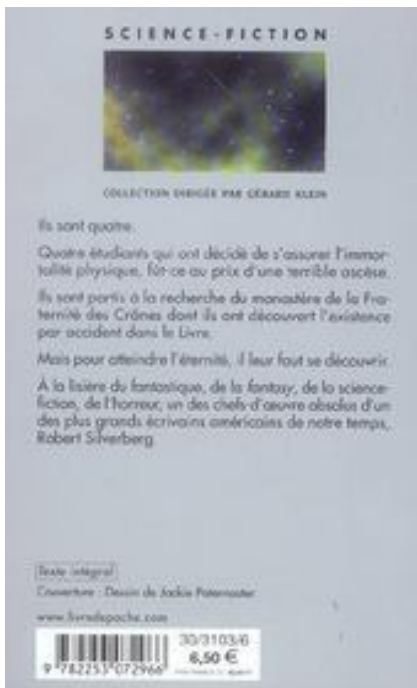 SCIENCE-FICTION
COLLECTION DIRIGÉE PAR GÉRARD KLEIN
Ils sont quatre.
Quatre étudiants qui ont décidé de s'assurer l'immor-
talité physique, fût-ce au prix d'une terrible ascèse.
Ils sont partis à la recherche du monastère de la Fra-
ternité des Crânes dont ils ont découvert l'existence
par accident dans le Livre.
Mais pour atteindre l'éternité, il leur faut se découvrir.
À la lisière du fantastique, de la fantasy, de la science-
fiction, de l'horreur, un des chefs-d'œuvre absolus d'un
des plus grands écrivains américains de notre temps,
Robert Silverberg.
Texte intégral
Couverture : Dessin de Jackie Paternoster.
www.livredepoche.com
30/3103/6
6,50 €
9 782253 072966